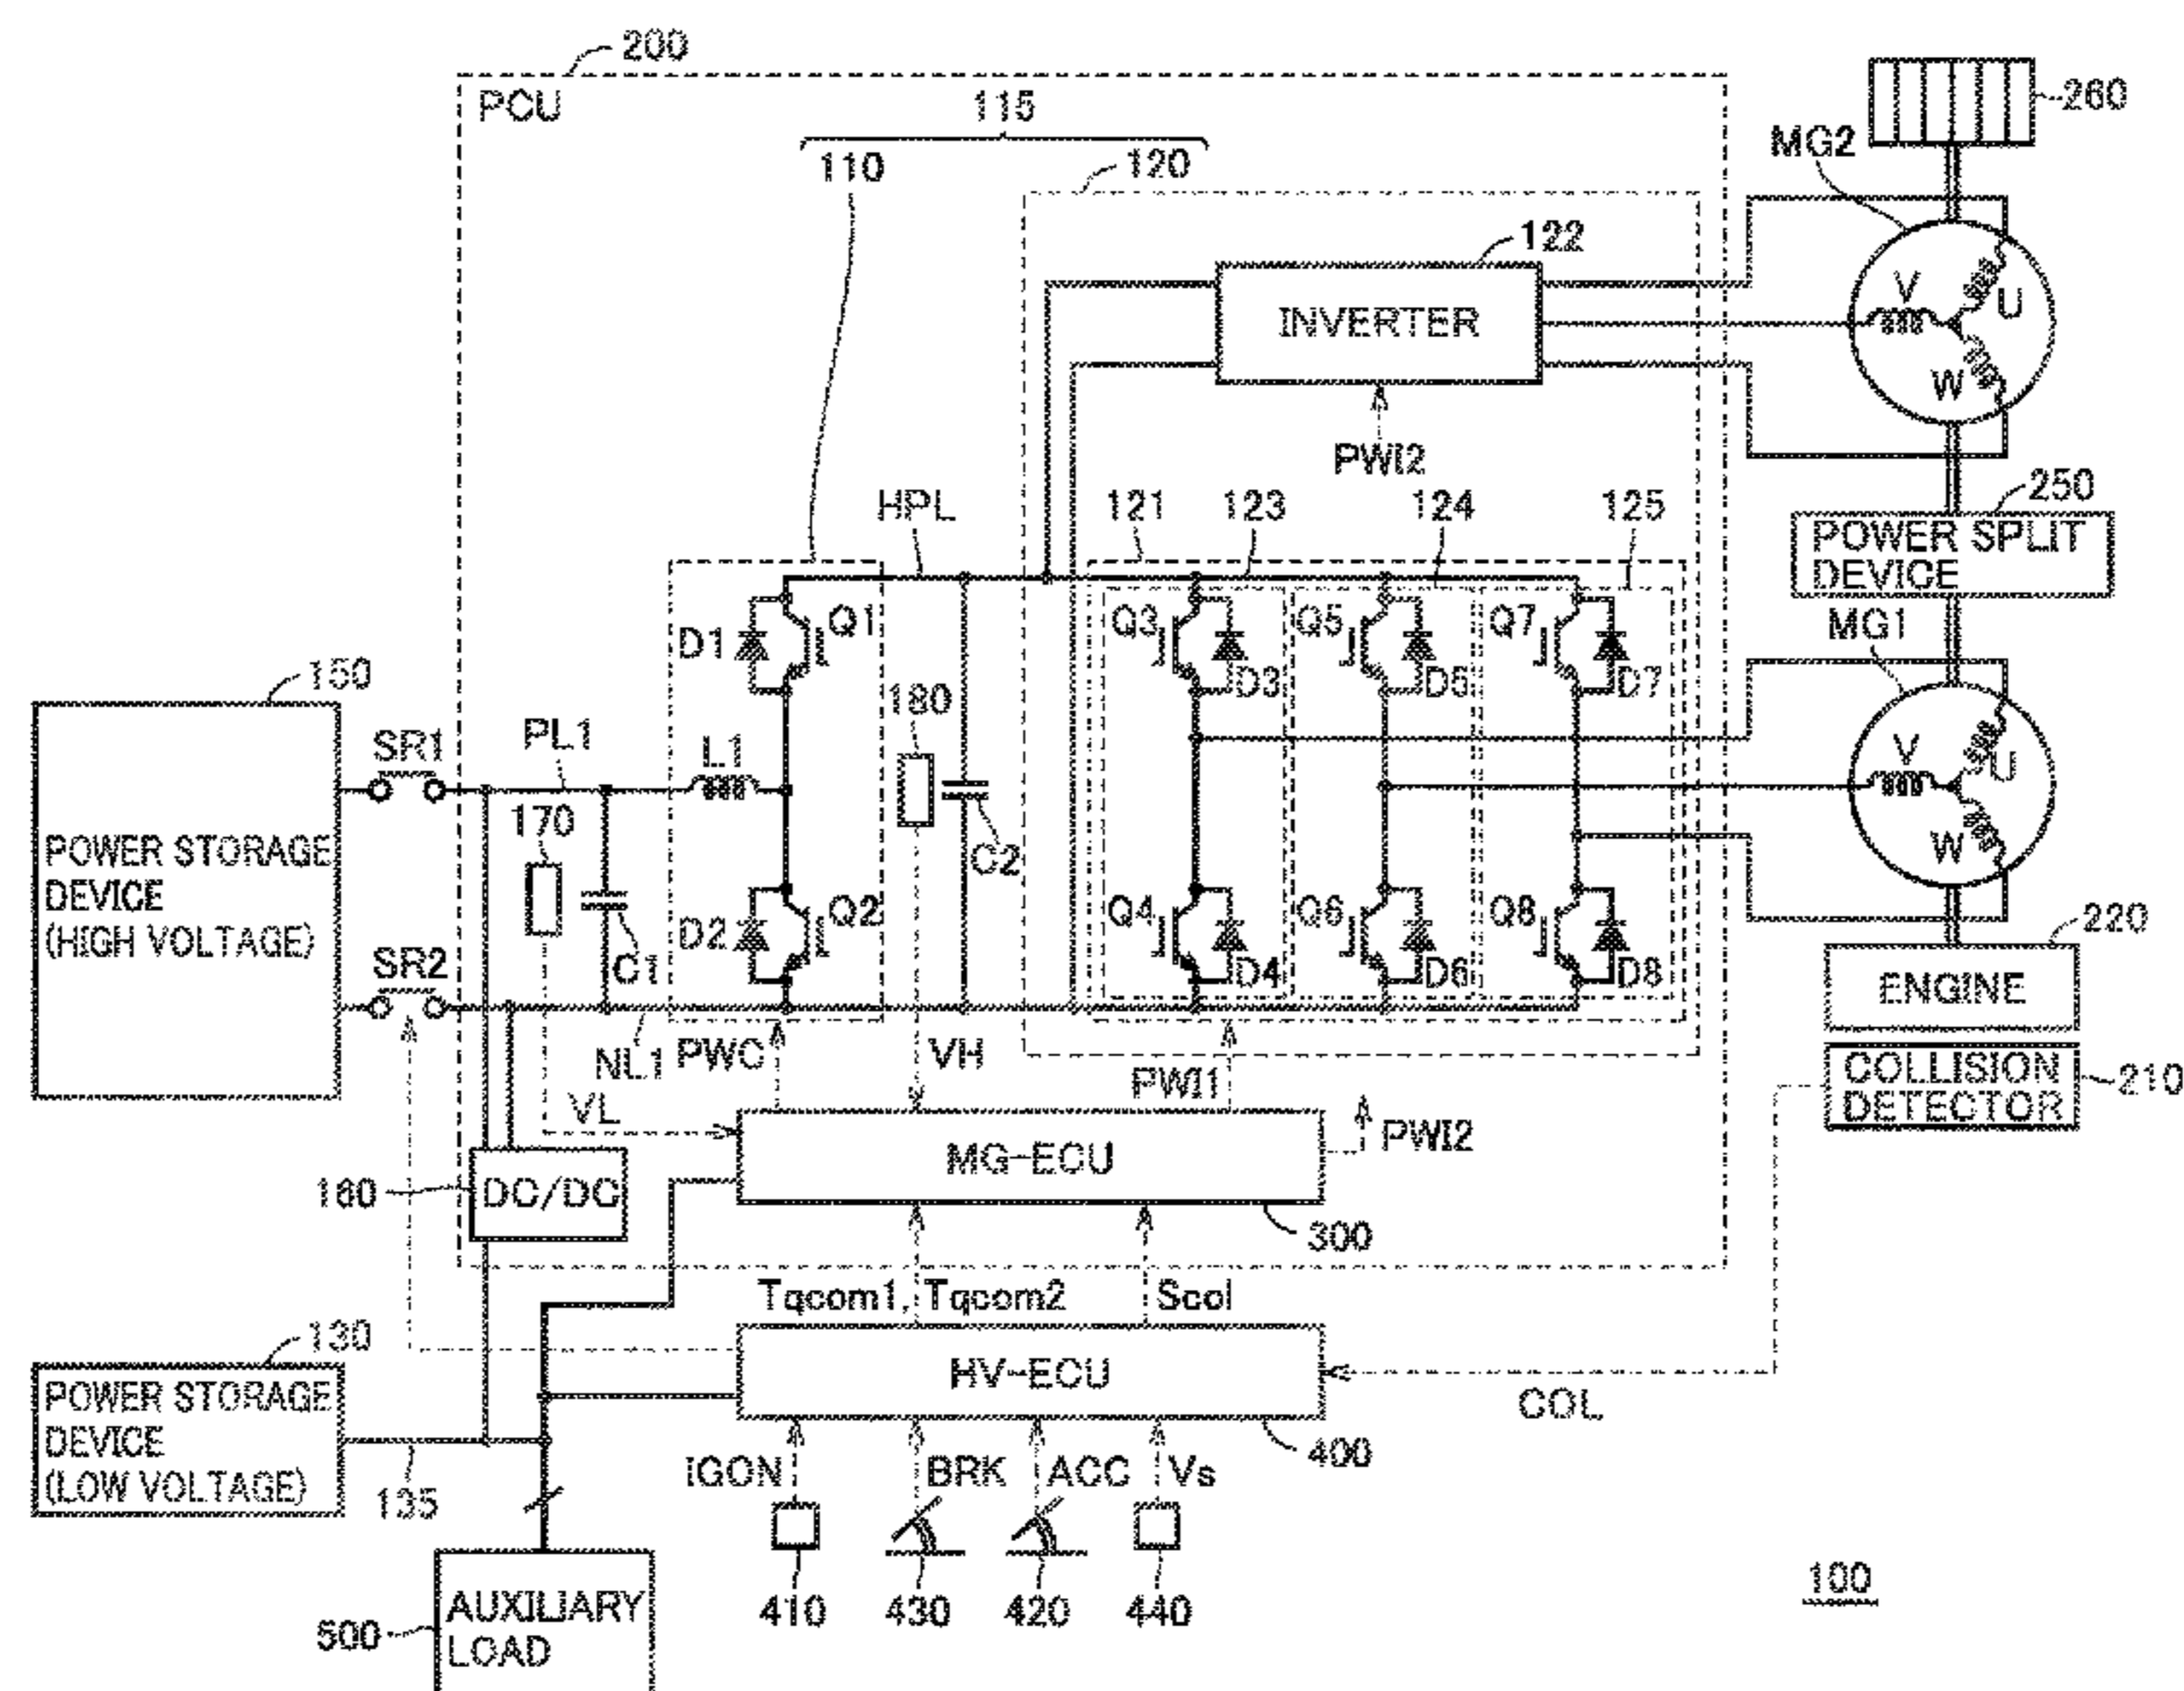 200
PCU
115
260
MG2
110
120
122
V
U
INVERTER
W
PWI2
250
HPL
121
123
124
125
POWER SPLIT
DEVICE
MG1
D1
Q1
Q3
D3
Q5
D5
Q7
D7
150
180
SR1
PL1
L1
V
U
170
POWER STORAGE
DEVICE
(HIGH VOLTAGE)
C2
W
D2
Q2
Q4
Q6
Q8
220
SR2
C1
D4
D6
D8
ENGINE
NL1
PWC
VH
PWI1
COLLISION
DETECTOR
210
VL
PWI2
MG-ECU
160
DC/DC
300
Tqcom1, Tqcom2
Scol
130
HV-ECU
POWER STORAGE
DEVICE
(LOW VOLTAGE)
COL
400
IGON
BRK
ACC
Vs
135
410
430
420
440
100
AUXILIARY
LOAD